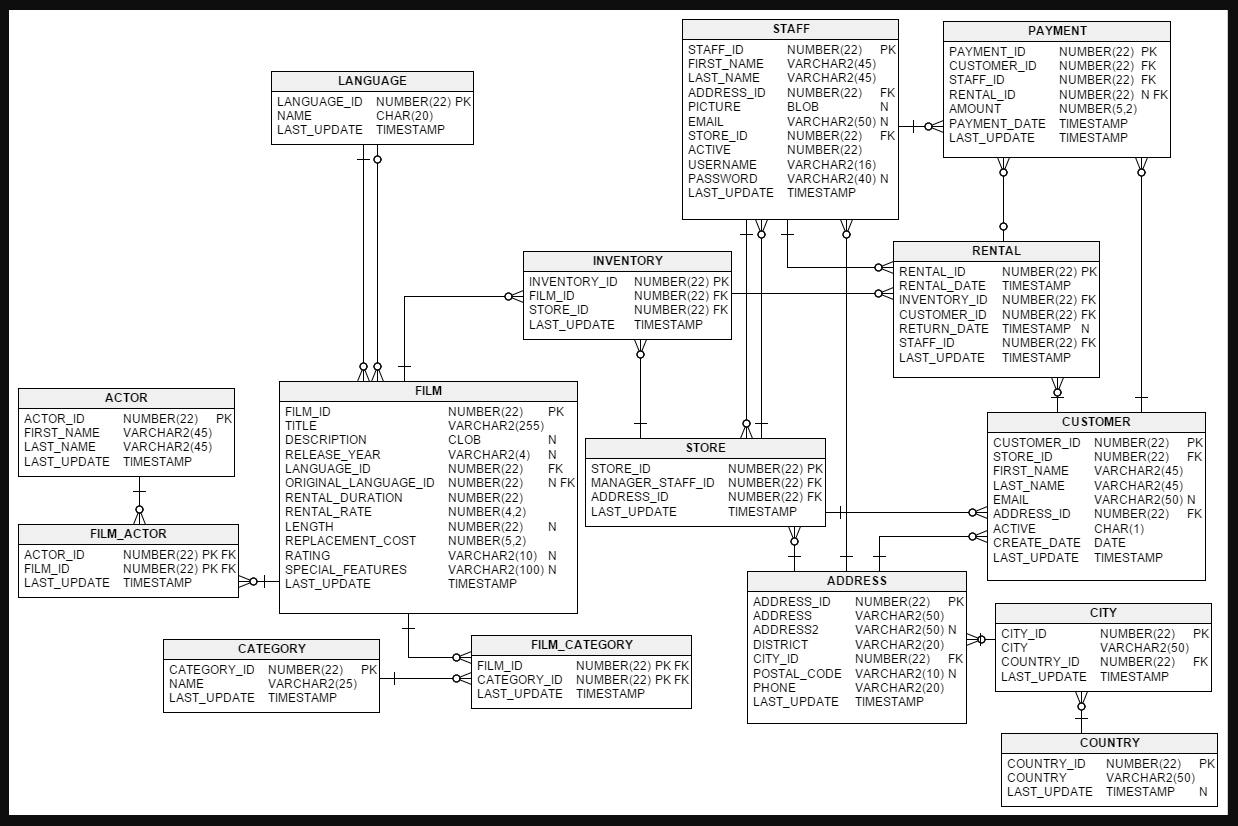 STAFF
STAFF_ID NUMBER(22) PK
FIRST_NAME VARCHAR2(45)
LAST_NAME VARCHAR2(45)
ADDRESS_ID NUMBER(22) FK
PICTURE BLOB N
EMAIL VARCHAR2(50) N
STORE_ID NUMBER(22) FK
ACTIVE NUMBER(22)
USERNAME VARCHAR2(16)
PASSWORD VARCHAR2(40) N
LAST_UPDATE TIMESTAMP
PAYMENT
PAYMENT_ID NUMBER(22) PK
CUSTOMER_ID NUMBER(22) FK
STAFF_ID NUMBER(22) FK
RENTAL_ID NUMBER(22) N FK
AMOUNT NUMBER(5,2)
PAYMENT_DATE TIMESTAMP
LAST_UPDATE TIMESTAMP
LANGUAGE
LANGUAGE_ID NUMBER(22) PK
NAME CHAR(20)
LAST_UPDATE TIMESTAMP
INVENTORY
INVENTORY_ID NUMBER(22) PK
FILM_ID NUMBER(22) FK
STORE_ID NUMBER(22) FK
LAST_UPDATE TIMESTAMP
RENTAL
RENTAL_ID NUMBER(22) PK
RENTAL_DATE TIMESTAMP
INVENTORY_ID NUMBER(22) FK
CUSTOMER_ID NUMBER(22) FK
RETURN_DATE TIMESTAMP N
STAFF_ID NUMBER(22) FK
LAST_UPDATE TIMESTAMP
ACTOR
ACTOR_ID NUMBER(22) PK
FIRST_NAME VARCHAR2(45)
LAST_NAME VARCHAR2(45)
LAST_UPDATE TIMESTAMP
FILM
FILM_ID NUMBER(22) PK
TITLE VARCHAR2(255)
DESCRIPTION CLOB N
RELEASE_YEAR VARCHAR2(4) N
LANGUAGE_ID NUMBER(22) FK
ORIGINAL_LANGUAGE_ID NUMBER(22) N FK
RENTAL_DURATION NUMBER(22)
RENTAL_RATE NUMBER(4,2)
LENGTH NUMBER(22) N
REPLACEMENT_COST NUMBER(5,2)
RATING VARCHAR2(10) N
SPECIAL_FEATURES VARCHAR2(100) N
LAST_UPDATE TIMESTAMP
STORE
STORE_ID NUMBER(22) PK
MANAGER_STAFF_ID NUMBER(22) FK
ADDRESS_ID NUMBER(22) FK
LAST_UPDATE TIMESTAMP
CUSTOMER
CUSTOMER_ID NUMBER(22) PK
STORE_ID NUMBER(22) FK
FIRST_NAME VARCHAR2(45)
LAST_NAME VARCHAR2(45)
EMAIL VARCHAR2(50) N
ADDRESS_ID NUMBER(22) FK
ACTIVE CHAR(1)
CREATE_DATE DATE
LAST_UPDATE TIMESTAMP
FILM_ACTOR
ACTOR_ID NUMBER(22) PK FK
FILM_ID NUMBER(22) PK FK
LAST_UPDATE TIMESTAMP
ADDRESS
ADDRESS_ID NUMBER(22) PK
ADDRESS VARCHAR2(50)
ADDRESS2 VARCHAR2(50) N
DISTRICT VARCHAR2(20)
CITY_ID NUMBER(22) FK
POSTAL_CODE VARCHAR2(10) N
PHONE VARCHAR2(20)
LAST_UPDATE TIMESTAMP
CITY
CITY_ID NUMBER(22) PK
CITY VARCHAR2(50)
COUNTRY_ID NUMBER(22) FK
LAST_UPDATE TIMESTAMP
CATEGORY
CATEGORY_ID NUMBER(22) PK
NAME VARCHAR2(25)
LAST_UPDATE TIMESTAMP
FILM_CATEGORY
FILM_ID NUMBER(22) PK FK
CATEGORY_ID NUMBER(22) PK FK
LAST_UPDATE TIMESTAMP
COUNTRY
COUNTRY_ID NUMBER(22) PK
COUNTRY VARCHAR2(50)
LAST_UPDATE TIMESTAMP N